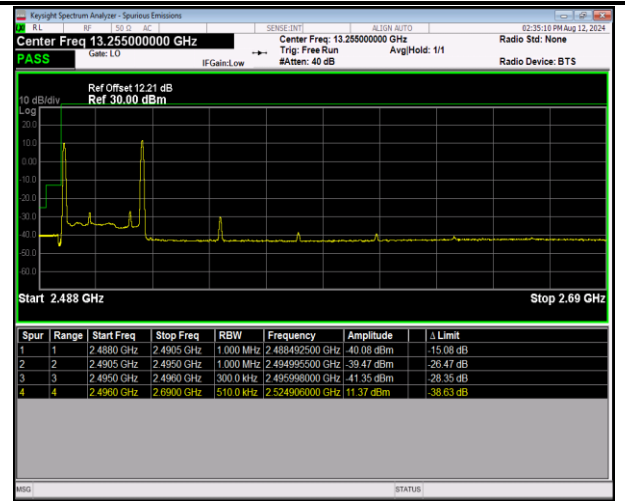 Keysight Spectrum Analyzer - Spurious Emissions
RL RF 50 Ω AC SENSE:INT ALIGN AUTO 02:35:10 PM Aug 12, 2024
Center Freq 13.255000000 GHz Center Freq: 13.255000000 GHz Radio Std: None
PASS Gate: LO IFGain:Low Trig: Free Run Avg|Hold: 1/1
#Atten: 40 dB Radio Device: BTS
Ref Offset 12.21 dB
10 dB/div Ref 30.00 dBm
Log
20.0
10.0
0.00
-10.0
-20.0
-30.0
-40.0
-50.0
-60.0
Start 2.488 GHz Stop 2.69 GHz
Spur Range Start Freq Stop Freq RBW Frequency Amplitude Δ Limit
1 1 2.4880 GHz 2.4905 GHz 1.000 MHz 2.488492500 GHz -40.08 dBm -15.08 dB
2 2 2.4905 GHz 2.4950 GHz 1.000 MHz 2.494995500 GHz -39.47 dBm -26.47 dB
3 3 2.4950 GHz 2.4960 GHz 300.0 kHz 2.495998000 GHz -41.35 dBm -28.35 dB
4 4 2.4960 GHz 2.6900 GHz 510.0 kHz 2.524906000 GHz 11.37 dBm -38.63 dB
MSG STATUS